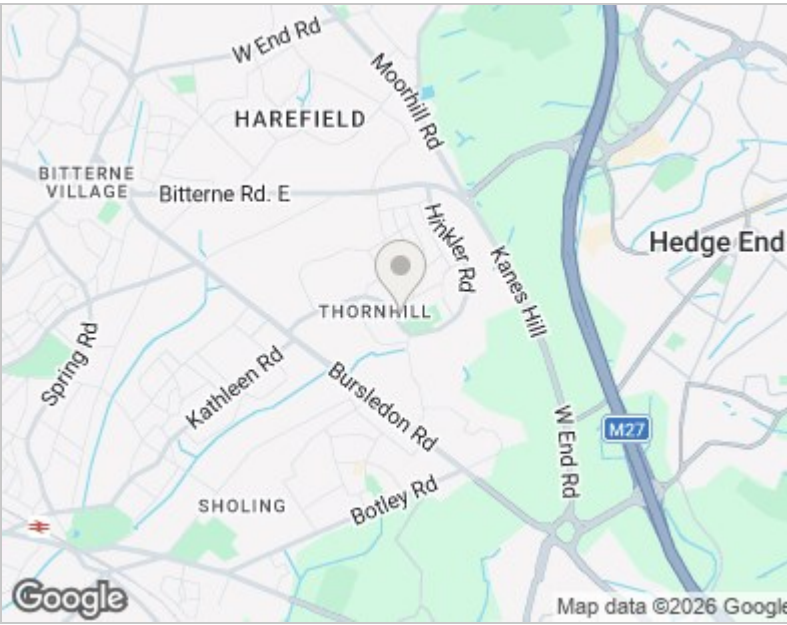 W End Rd
Moorhill Rd
HAREFIELD
BITTERNE
VILLAGE
Bitterne Rd. E
Hinkler Rd
Hedge End
Kanes Hill
THORNHILL
Spring Rd
Kathleen Rd
Bursledon Rd
W End Rd
M27
Botley Rd
SHOLING
Google
Map data ©2026 Google